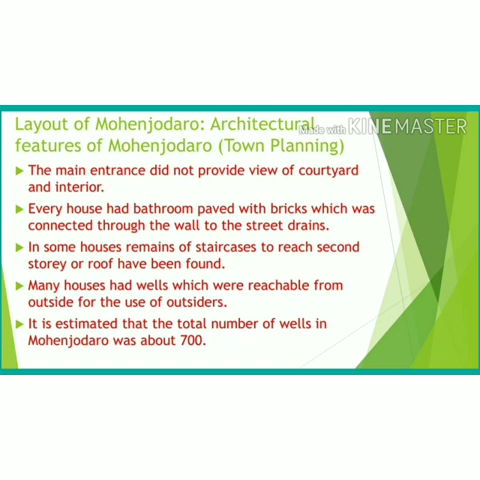 Layout of Mohenjodaro: Architectural
Made with KINEMASTER
features of Mohenjodaro (Town Planning)
The main entrance did not provide view of courtyard
and interior.
Every house had bathroom paved with bricks which was
connected through the wall to the street drains.
In some houses remains of staircases to reach second
storey or roof have been found.
Many houses had wells which were reachable from
outside for the use of outsiders.
It is estimated that the total number of wells in
Mohenjodaro was about 700.